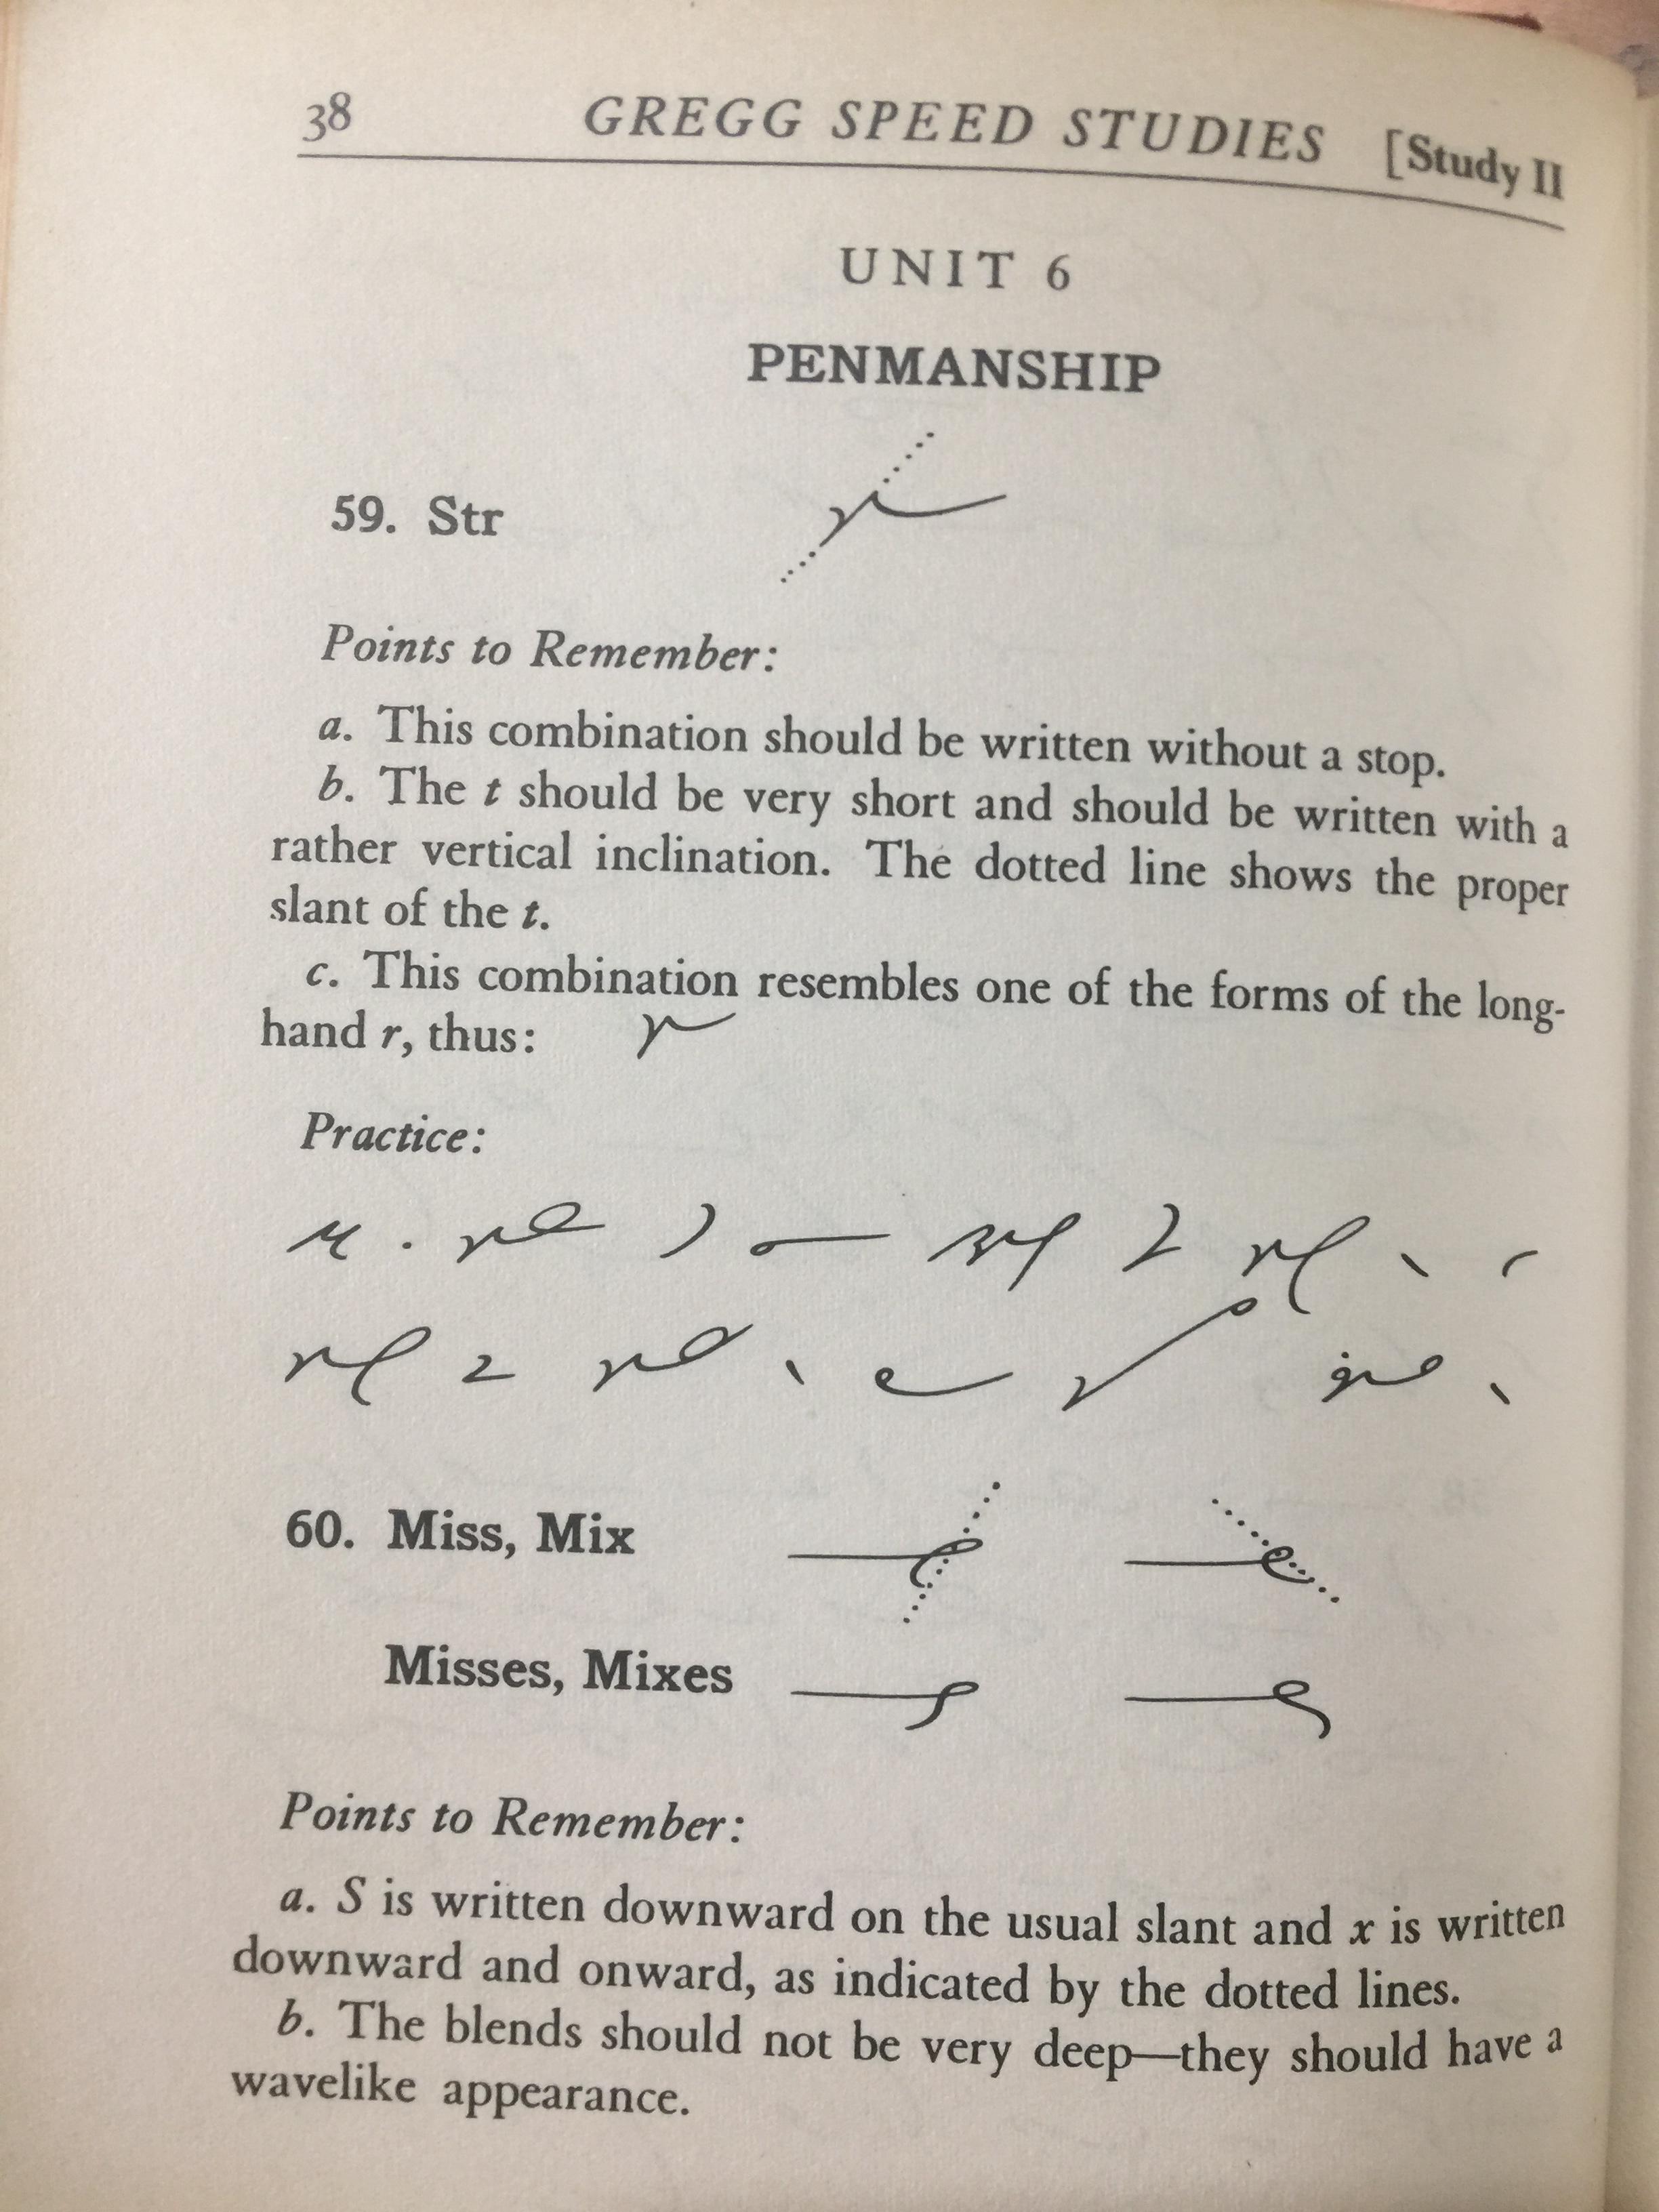 38 GREGG SPEED STUDIES [Study II
UNIT 6
PENMANSHIP
59. Str
Points to Remember:
a. This combination should be written without a stop.
b. The t should be very short and should be written with a
rather vertical inclination. The dotted line shows the proper
slant of the t.
c. This combination resembles one of the forms of the long-
hand r, thus: r
Practice:
60. Miss, Mix
Misses, Mixes
Points to Remember:
a. S is written downward on the usual slant and x is written
downward and onward, as indicated by the dotted lines.
b. The blends should not be very deep—they should have a
wavelike appearance.